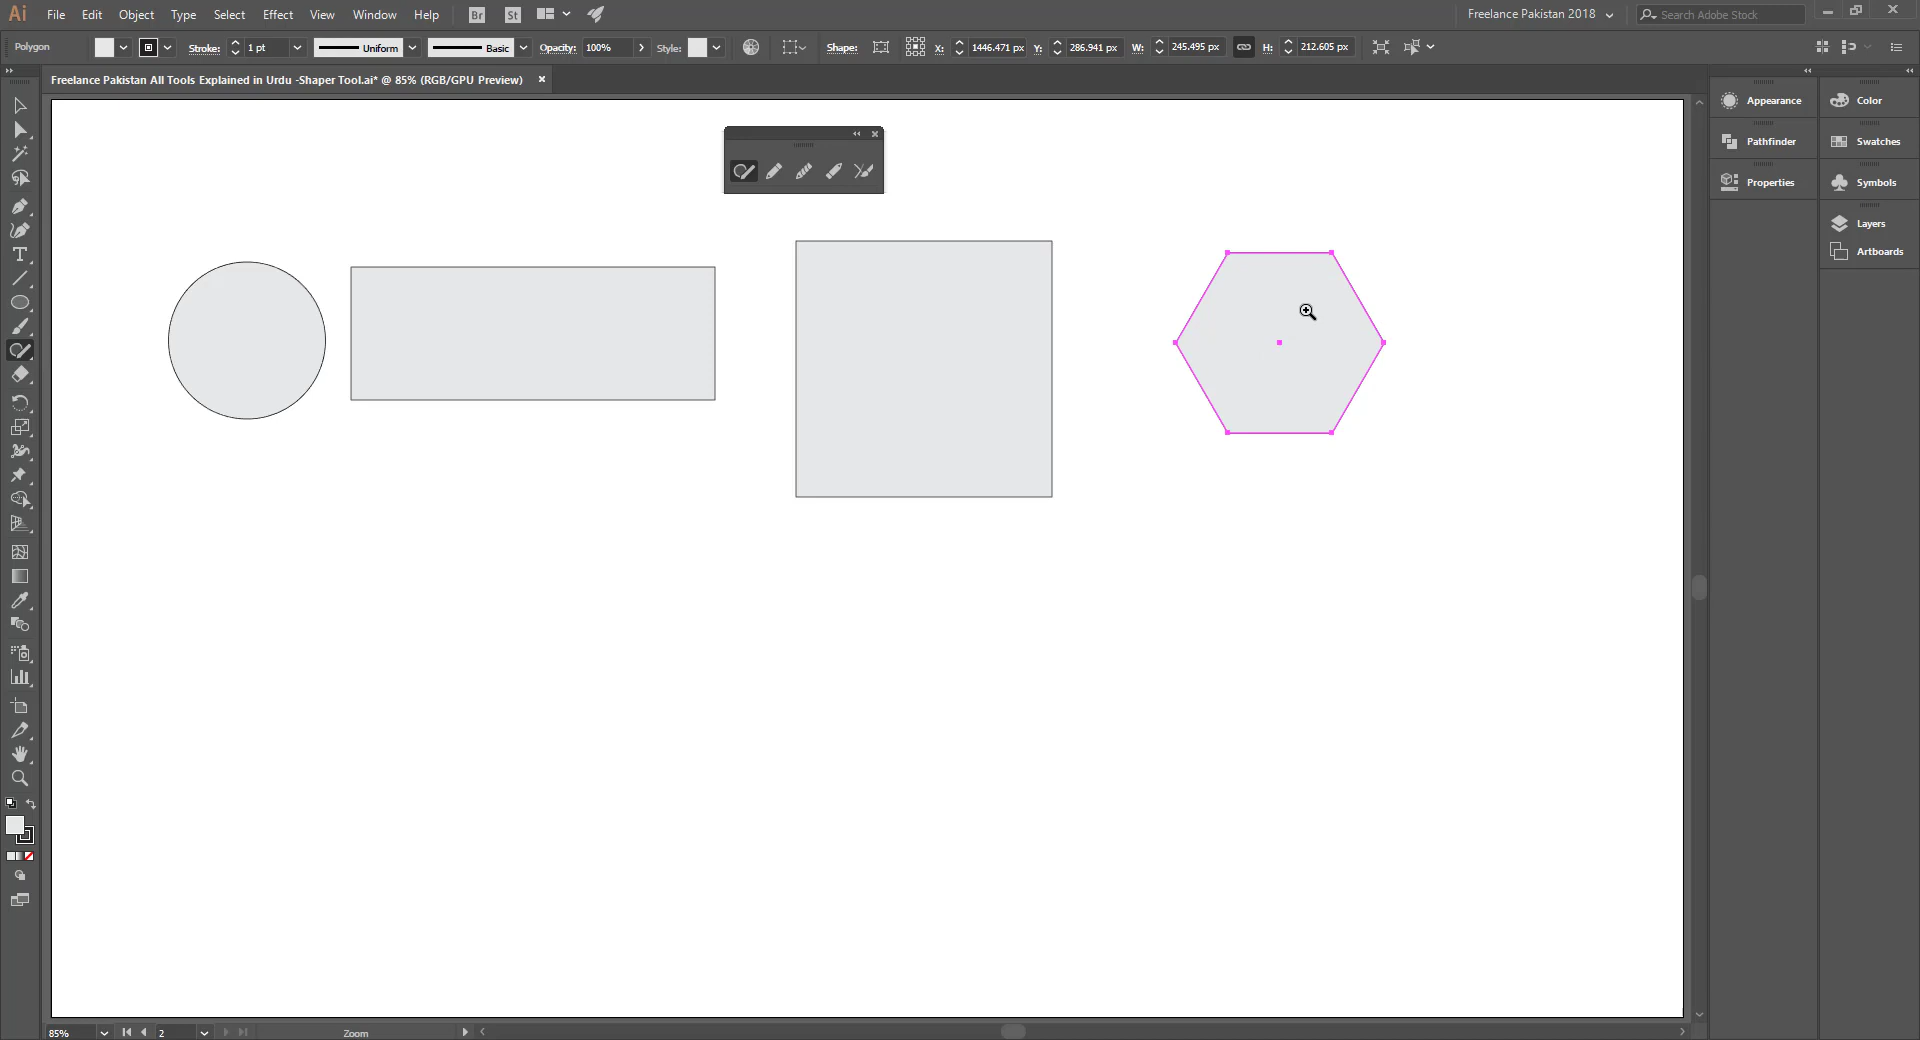 Ai File Edit Object Type Select Effect View Window Help Br St Freelance Pakistan 2018 Search Adobe Stock
Polygon Stroke: 1 pt Uniform Basic Opacity: 100% Style: Shape: X: 1446.471 px Y: 286.941 px W: 245.495 px H: 212.605 px
Freelance Pakistan All Tools Explained in Urdu -Shaper Tool.ai* @ 85% (RGB/GPU Preview)
Appearance Color
Pathfinder Swatches
Properties Symbols
Layers
Artboards
85% 2 Zoom